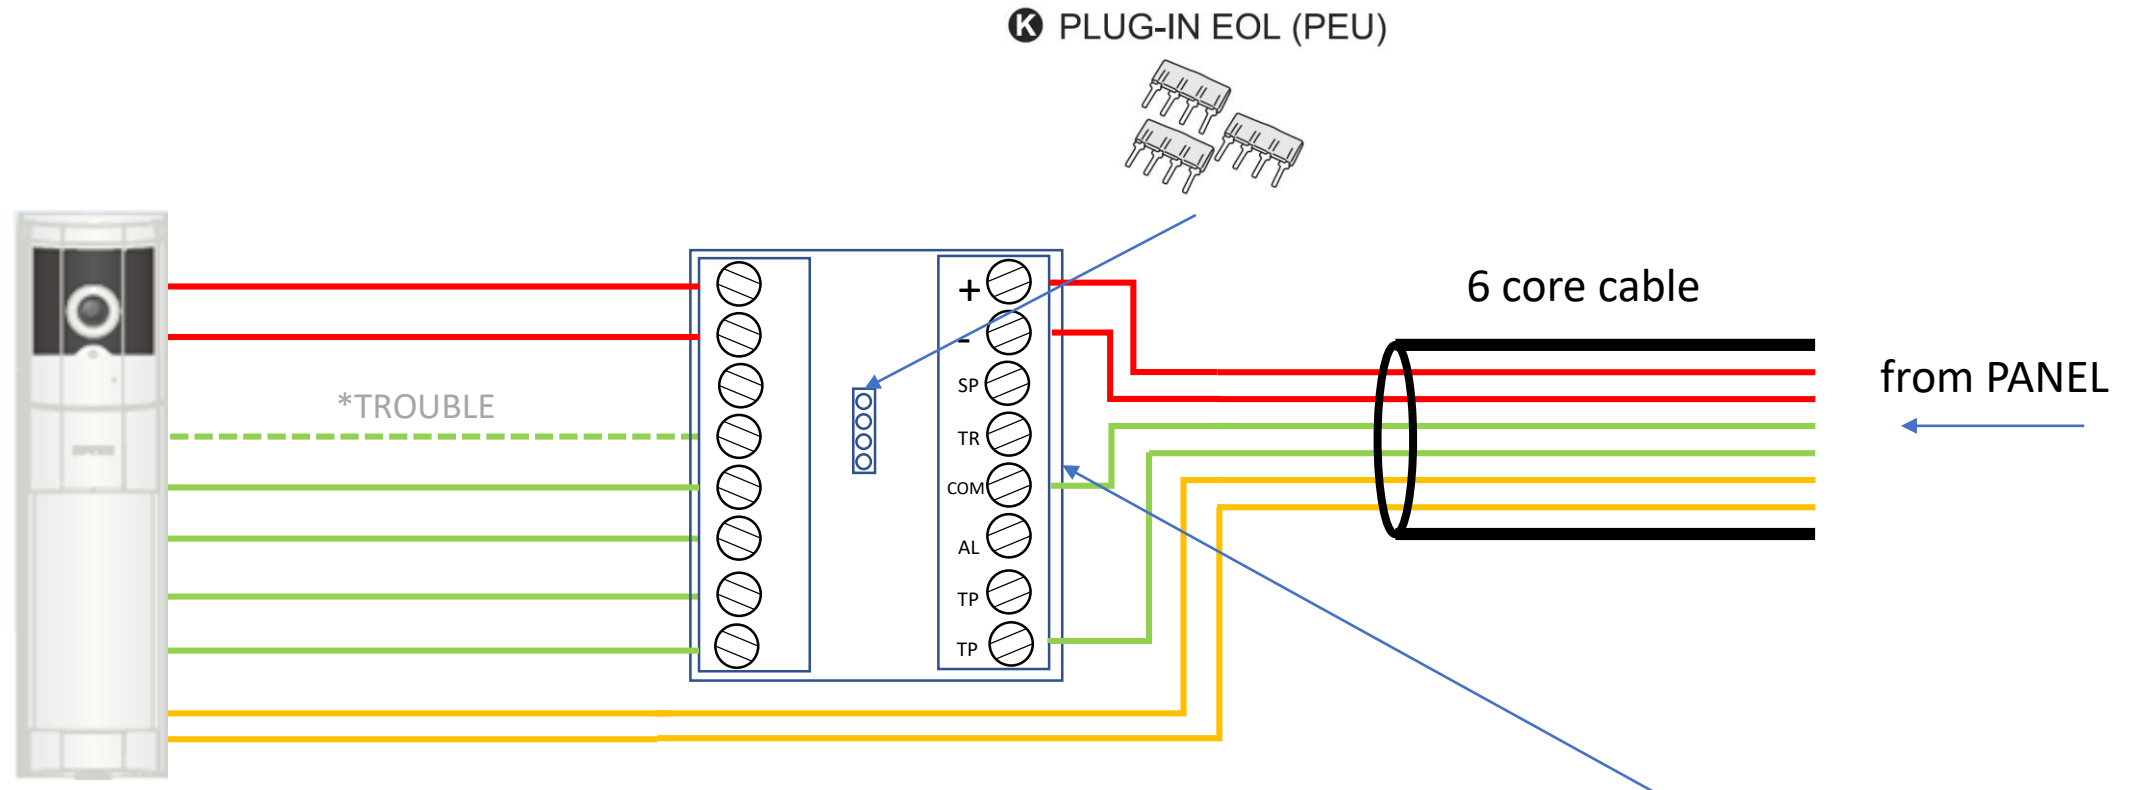 K PLUG-IN EOL (PEU)
6 core cable
from PANEL
*TROUBLE
+
-
SP
TR
COM
AL
TP
TP